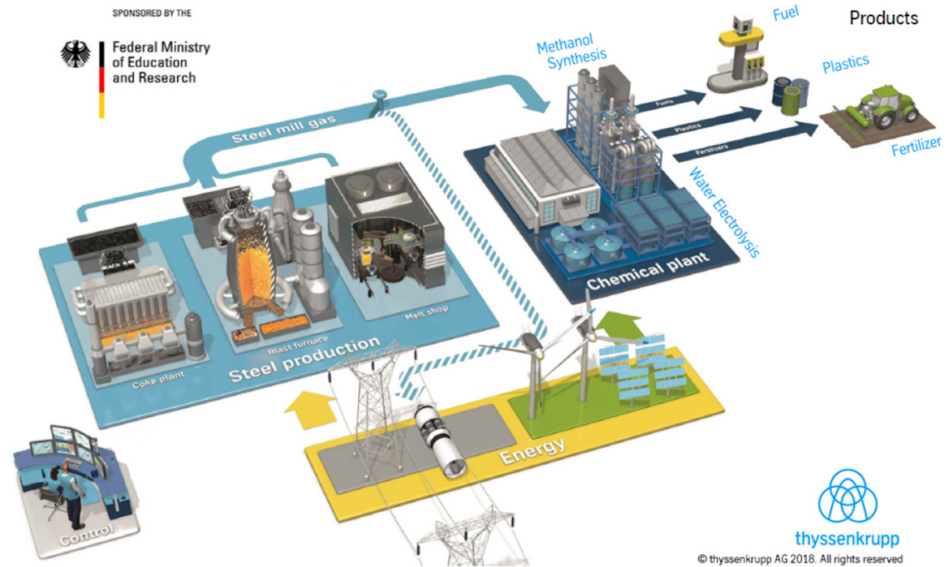 SPONSORED BY THE
Federal Ministry
of Education
and Research
Products
Fuel
Methanol
Synthesis
Plastics
Steel mill gas
Fuels
Plastics
Fertilizers
Fertilizer
Water Electrolysis
Chemical plant
Melt shop
Blast furnace
Coke plant
Steel production
Energy
Control
thyssenkrupp
© thyssenkrupp AG 2018. All rights reserved